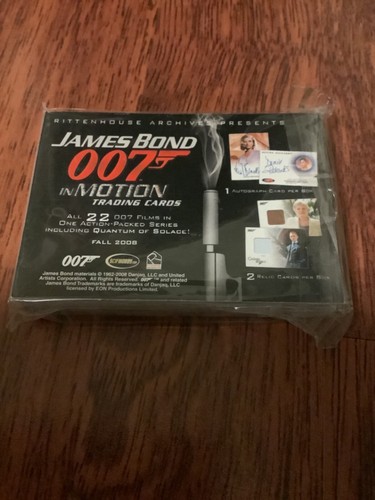 RITTENHOUSE ARCHIVES PRESENTS
JAMES BOND
007
IN MOTION
TRADING CARDS
ALL 22 007 FILMS IN
ONE ACTION-PACKED SERIES
INCLUDING QUANTUM OF SOLACE!
FALL 2008
1 AUTOGRAPH CARD PER BOX
2 RELIC CARDS PER BOX
007
James Bond materials © 1962-2008 Danjaq, LLC and United
Artists Corporation. All Rights Reserved. 007 and related
James Bond Trademarks are trademarks of Danjaq, LLC,
licensed by EON Productions Limited.